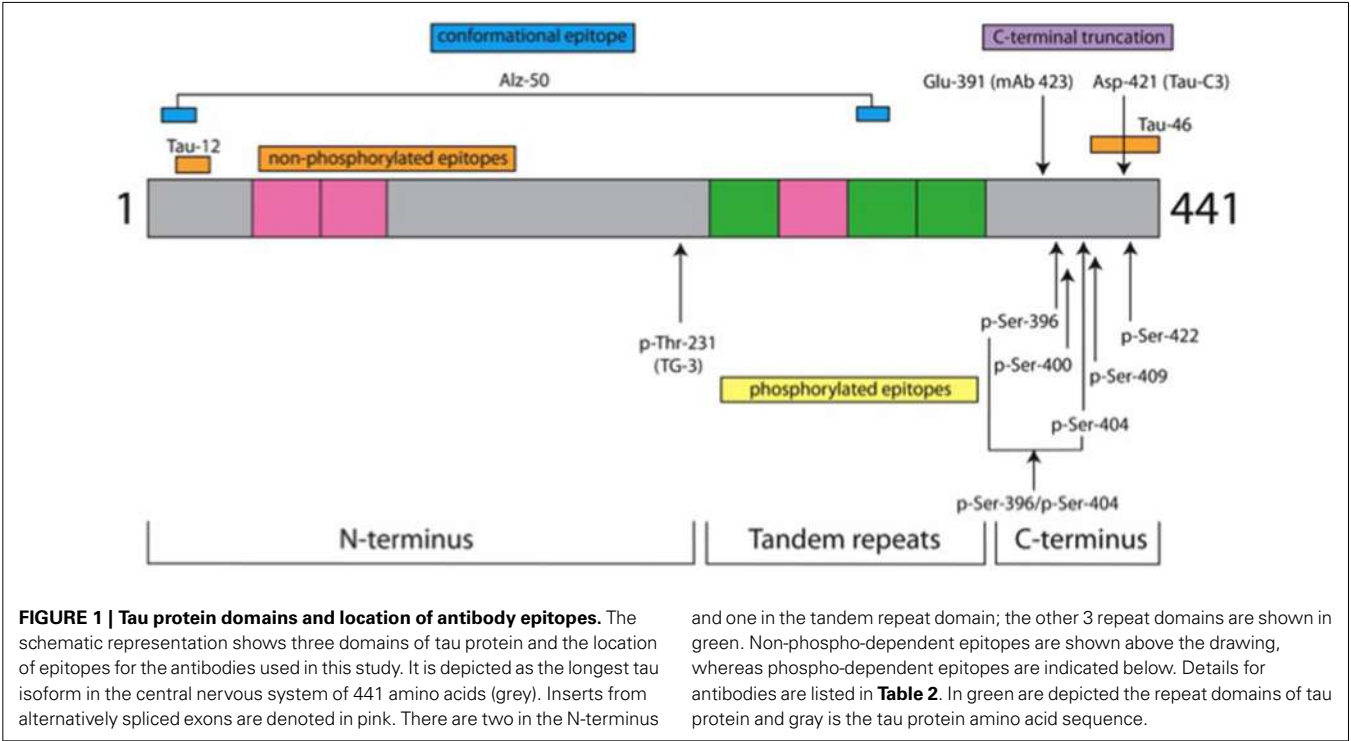 conformational epitope
C-terminal truncation
Alz-50
Glu-391 (mAb 423)
Asp-421 (Tau-C3)
Tau-12
Tau-46
non-phosphorylated epitopes
1
441
p-Thr-231
(TG-3)
p-Ser-396
p-Ser-422
p-Ser-400
p-Ser-409
phosphorylated epitopes
p-Ser-404
p-Ser-396/p-Ser-404
N-terminus
Tandem repeats
C-terminus
FIGURE 1 | Tau protein domains and location of antibody epitopes. The
schematic representation shows three domains of tau protein and the location
of epitopes for the antibodies used in this study. It is depicted as the longest tau
isoform in the central nervous system of 441 amino acids (grey). Inserts from
alternatively spliced exons are denoted in pink. There are two in the N-terminus
and one in the tandem repeat domain; the other 3 repeat domains are shown in
green. Non-phospho-dependent epitopes are shown above the drawing,
whereas phospho-dependent epitopes are indicated below. Details for
antibodies are listed in Table 2. In green are depicted the repeat domains of tau
protein and gray is the tau protein amino acid sequence.